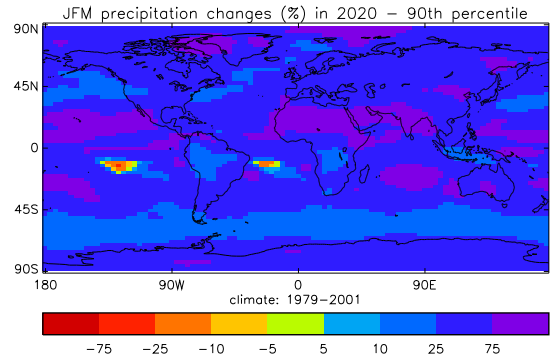 JFM precipitation changes (%) in 2020 − 90th percentile
90N
45N
0
45S
90S
180 90W 0 90E
climate: 1979−2001
−75 −25 −10 −5 5 10 25 75